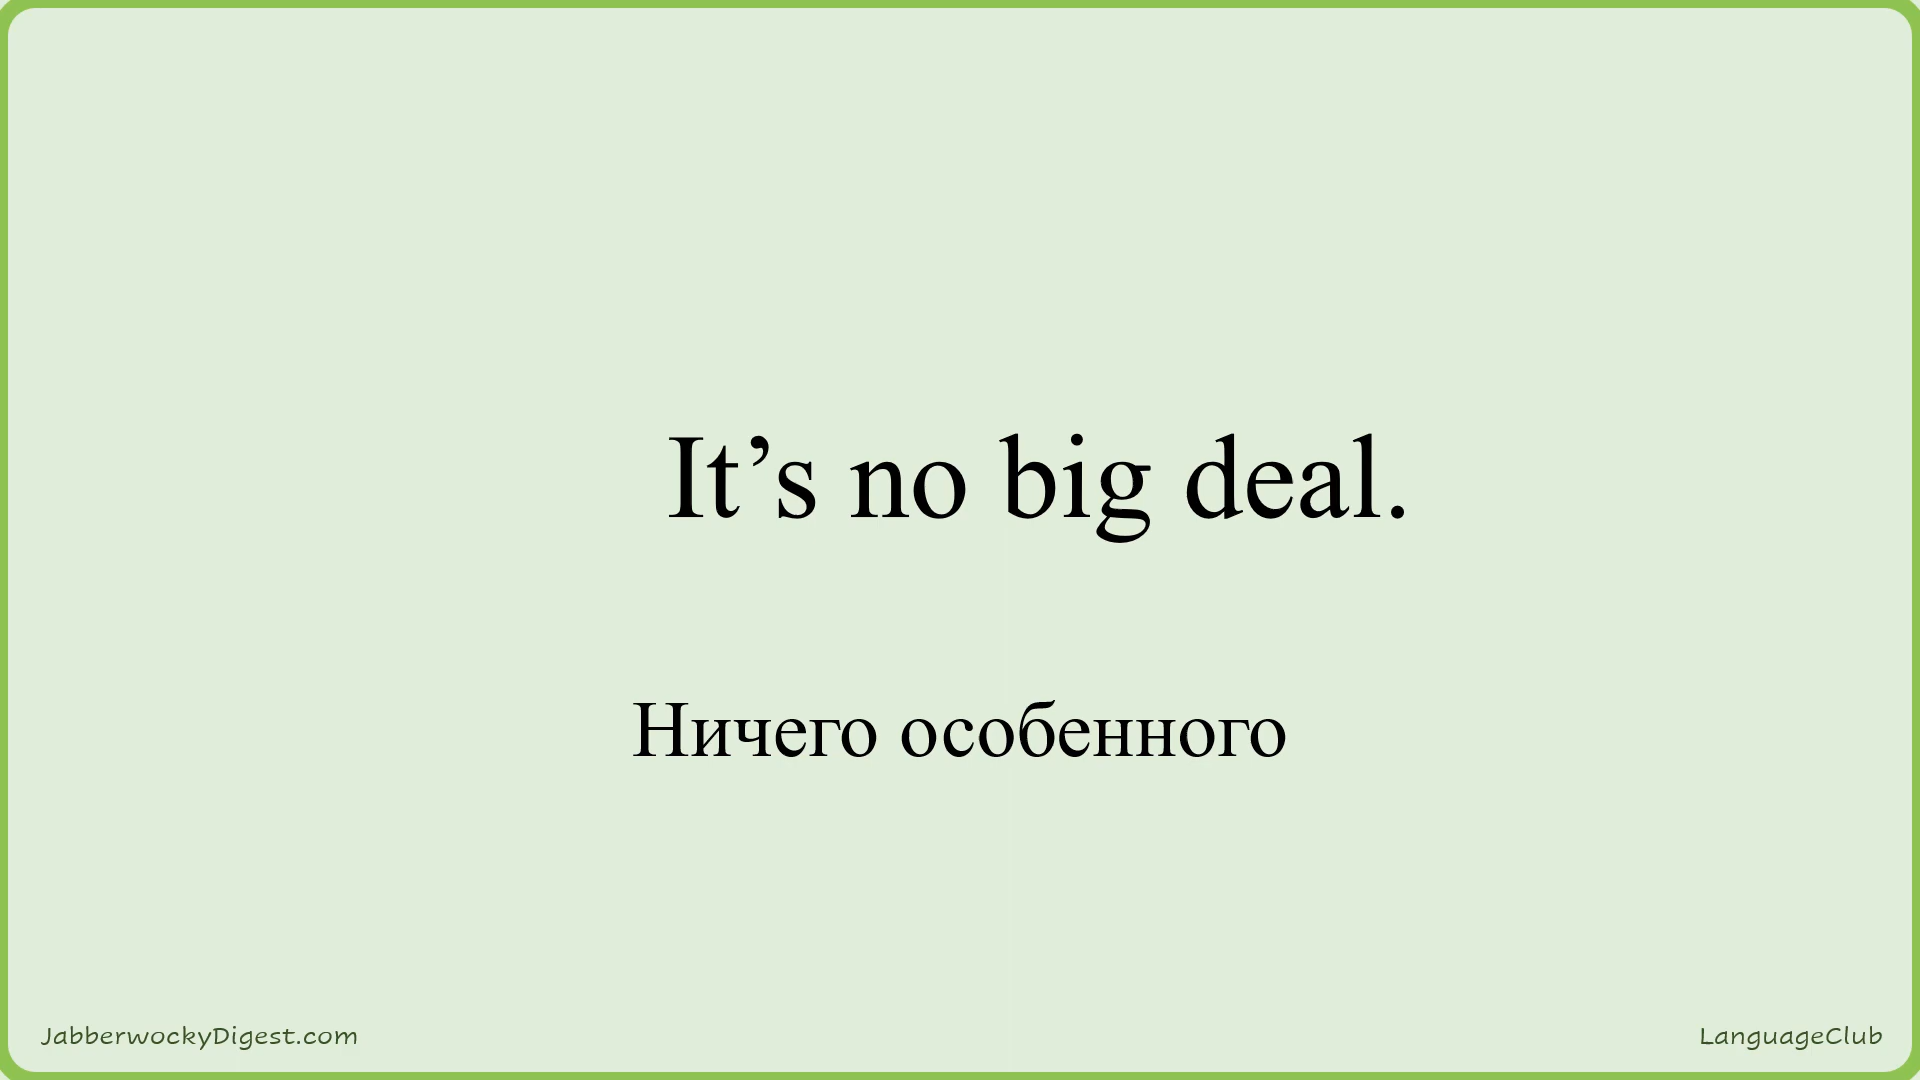 It’s no big deal.
Ничего особенного
JabberwockyDigest.com
LanguageClub